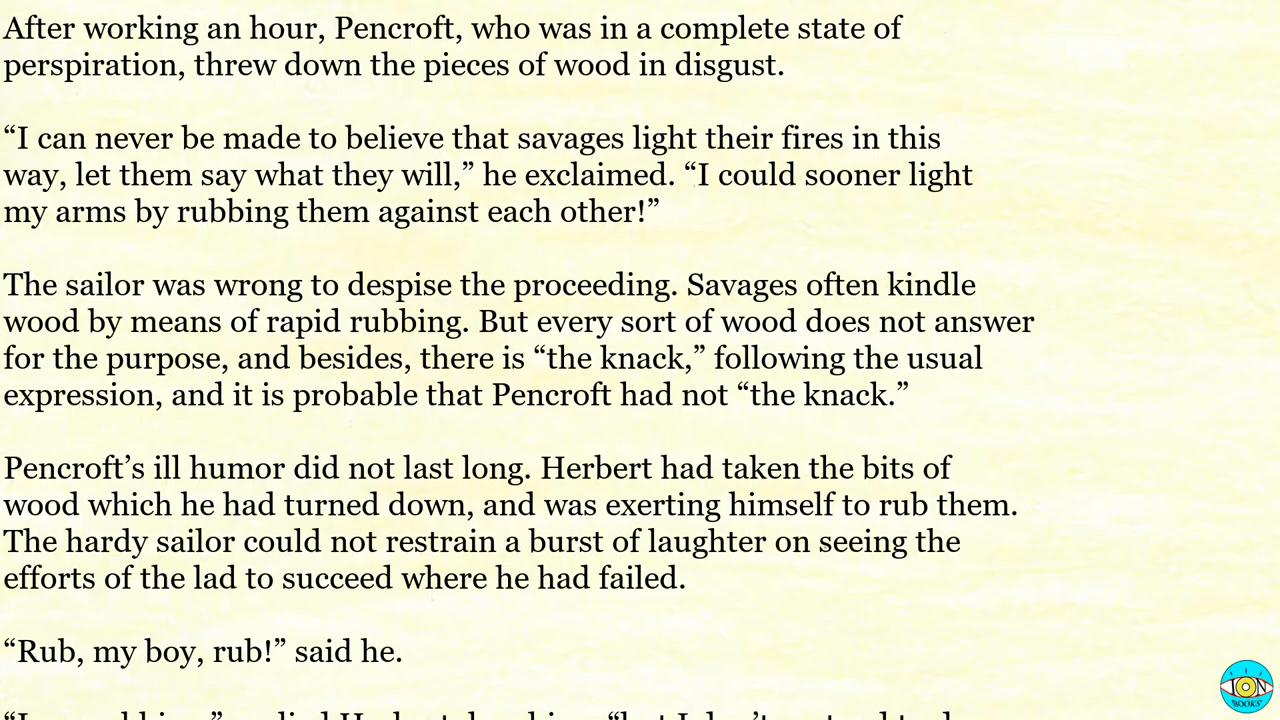 After working an hour, Pencroft, who was in a complete state of
perspiration, threw down the pieces of wood in disgust.
“I can never be made to believe that savages light their fires in this
way, let them say what they will,” he exclaimed. “I could sooner light
my arms by rubbing them against each other!”
The sailor was wrong to despise the proceeding. Savages often kindle
wood by means of rapid rubbing. But every sort of wood does not answer
for the purpose, and besides, there is “the knack,” following the usual
expression, and it is probable that Pencroft had not “the knack.”
Pencroft’s ill humor did not last long. Herbert had taken the bits of
wood which he had turned down, and was exerting himself to rub them.
The hardy sailor could not restrain a burst of laughter on seeing the
efforts of the lad to succeed where he had failed.
“Rub, my boy, rub!” said he.
ION
BOOKS